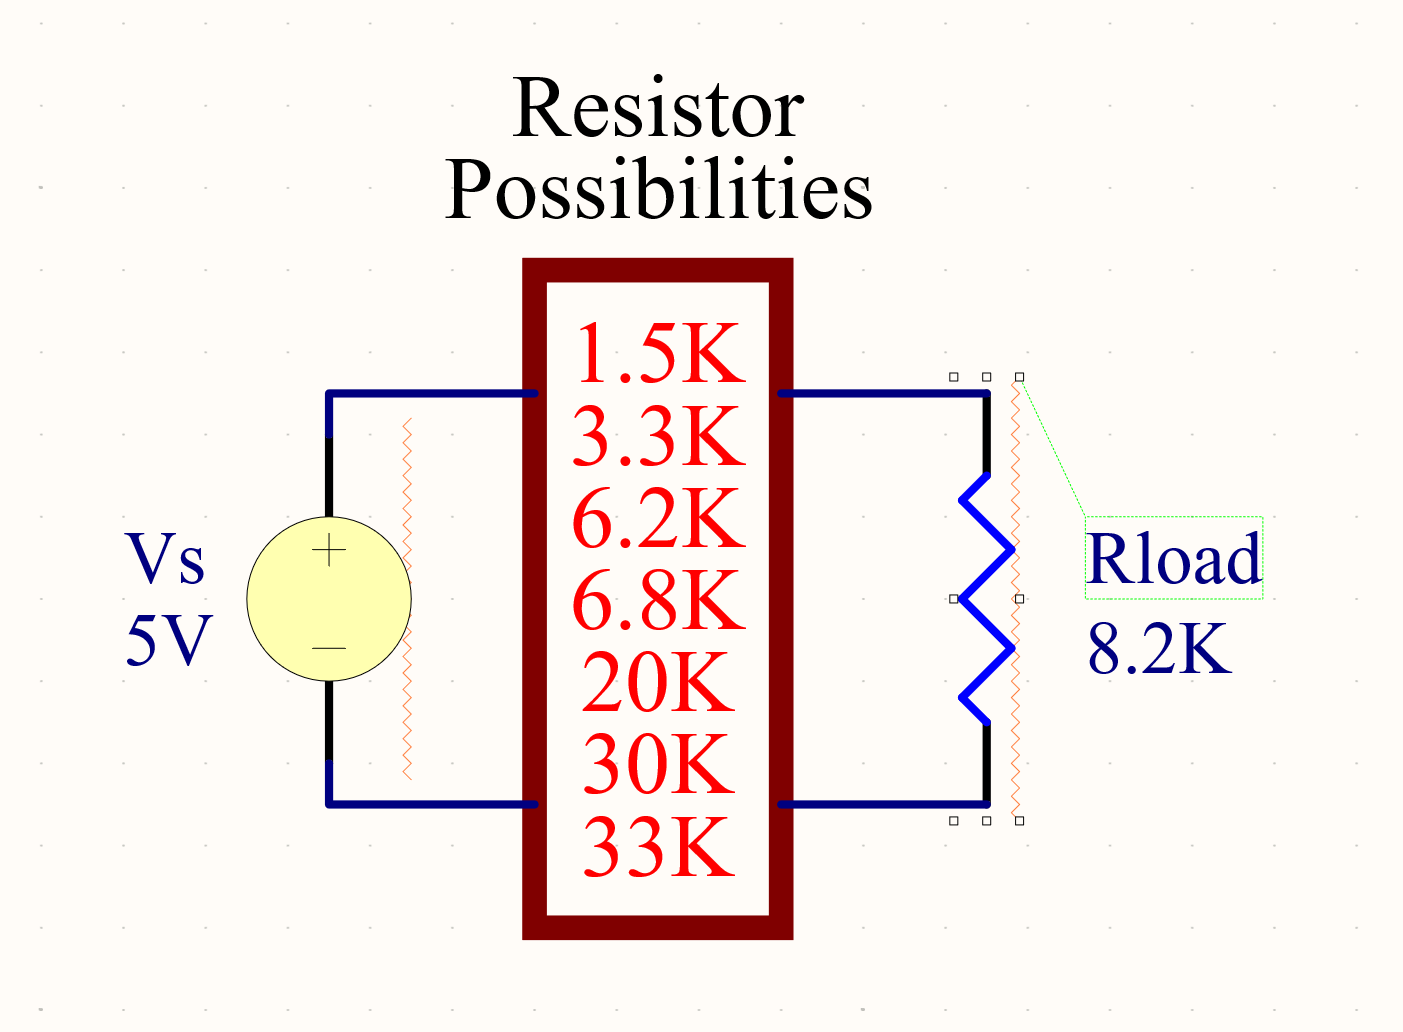 Resistor
Possibilities
1.5K
3.3K
6.2K
6.8K
20K
30K
33K
Vs
5V
Rload
8.2K